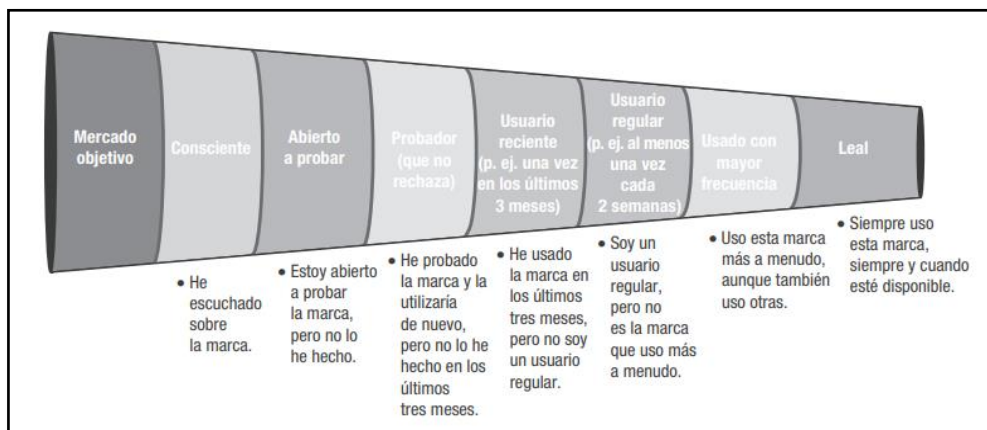 Mercado
objetivo
Consciente
Abierto
a probar
Probador
(que no
rechaza)
Usuario
reciente
(p. ej. una vez
en los últimos
3 meses)
Usuario
regular
(p. ej. al menos
una vez
cada
2 semanas)
Usado con
mayor
frecuencia
Leal
• He
escuchado
sobre
la marca.
• Estoy abierto
a probar
la marca,
pero no lo
he hecho.
• He probado
la marca y la
utilizaría
de nuevo,
pero no lo he
hecho en los
últimos
tres meses.
• He usado
la marca en
los últimos
tres meses,
pero no soy
un usuario
regular.
• Soy un
usuario
regular,
pero no
es la marca
que uso más
a menudo.
• Uso esta marca
más a menudo,
aunque también
uso otras.
• Siempre uso
esta marca,
siempre y cuando
esté disponible.